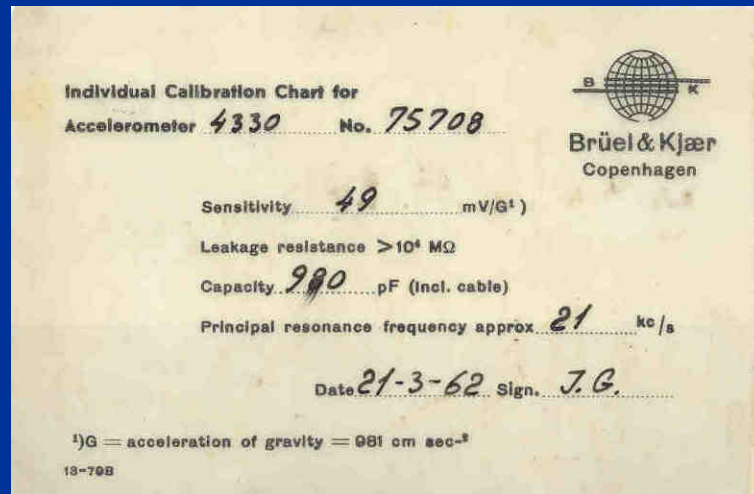 Individual Calibration Chart for
Accelerometer 4330 No. 75708
B K
Brüel & Kjær
Copenhagen
Sensitivity 49 mV/G¹)
Leakage resistance >10⁴ MΩ
Capacity pF (incl. cable)
Principal resonance frequency approx 21 kc/s
Date 21-3-62 Sign. J.G.
¹)G = acceleration of gravity = 981 cm sec-²
13-79B